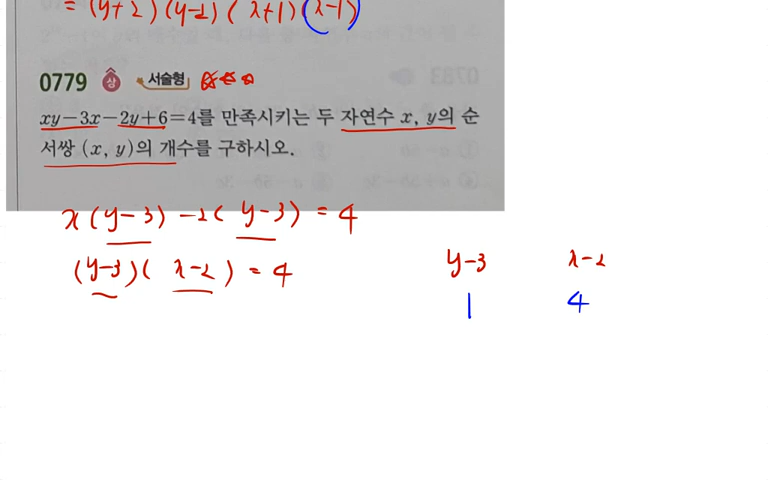 = (y+2)(y-2)(x+1)(x-1)
0779 상 서술형
xy-3x-2y+6=4를 만족시키는 두 자연수 x, y의 순
서쌍 (x, y)의 개수를 구하시오.
x(y-3)-2(y-3)=4
(y-3)(x-2)=4
y-3 x-2
1 4